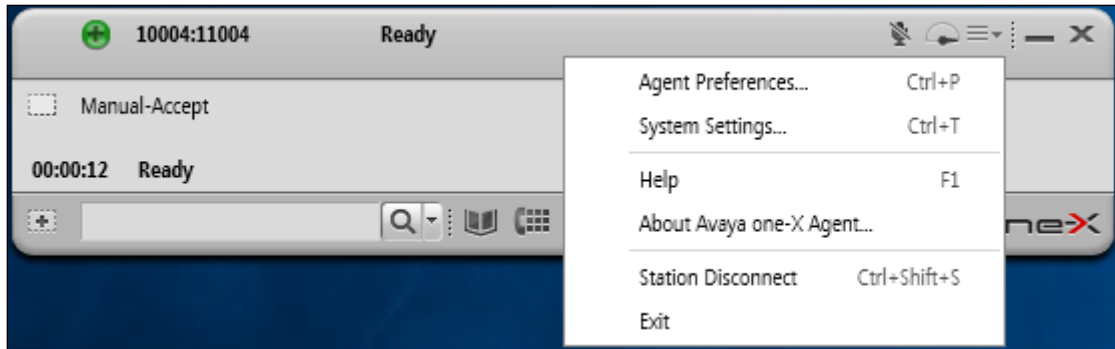 10004:11004 Ready
Agent Preferences... Ctrl+P
Manual-Accept
System Settings... Ctrl+T
00:00:12 Ready
Help F1
About Avaya one-X Agent...
ne-X
Station Disconnect Ctrl+Shift+S
Exit